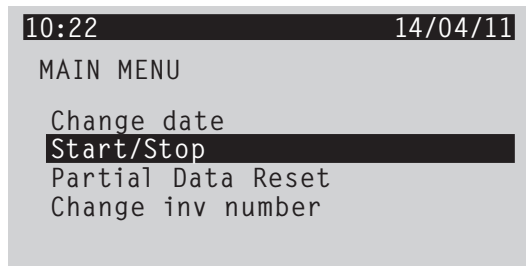 10:22 14/04/11
MAIN MENU
Change date
Start/Stop
Partial Data Reset
Change inv number